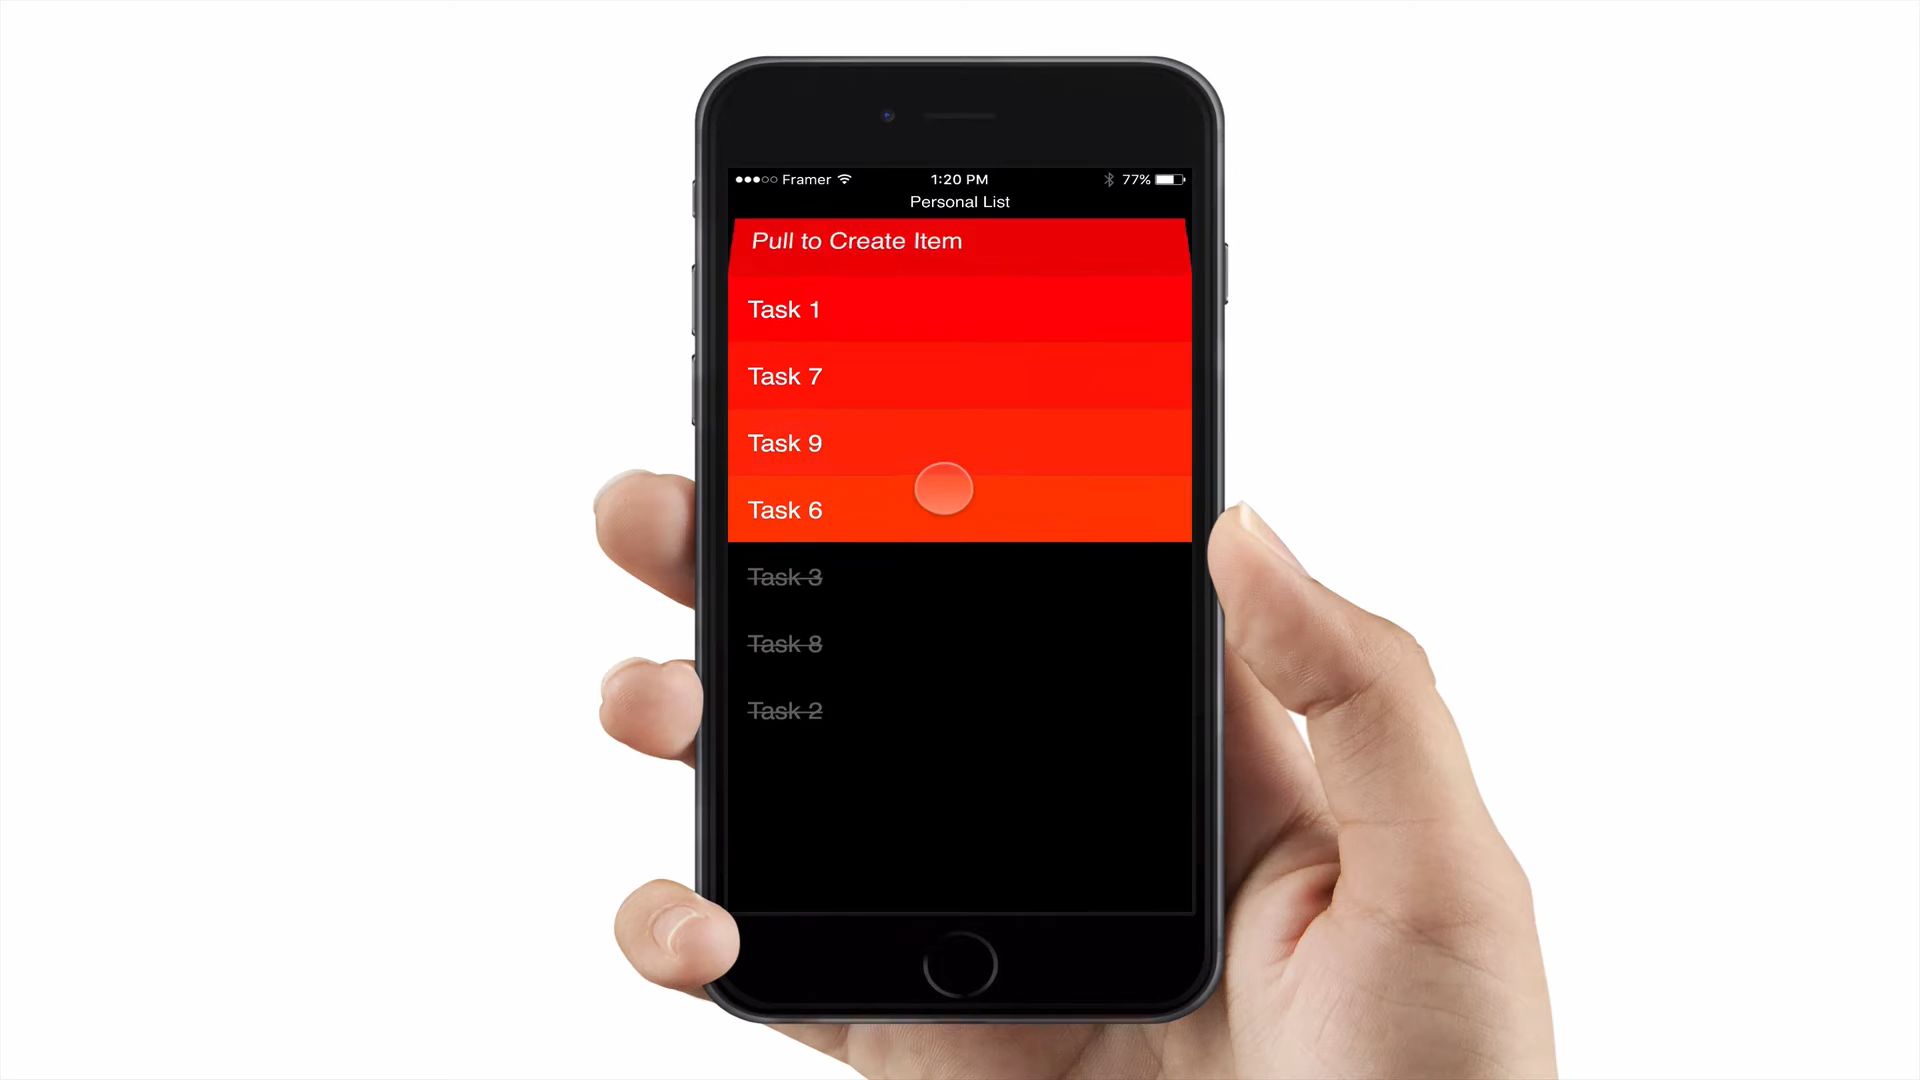 Framer 1:20 PM 77%
Personal List
Pull to Create Item
Task 1
Task 7
Task 9
Task 6
Task 3
Task 8
Task 2